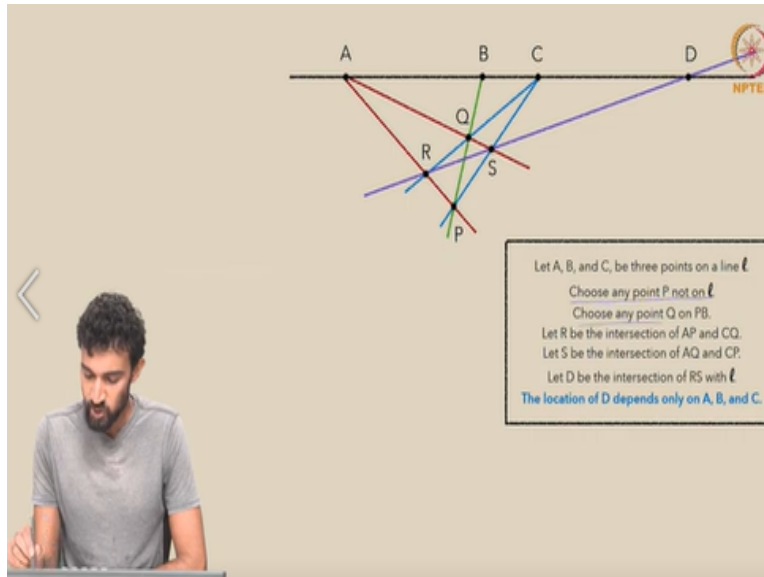 A B C D
NPTE
Q
R
S
P
Let A, B, and C, be three points on a line l
Choose any point P not on l
Choose any point Q on PB.
Let R be the intersection of AP and CQ.
Let S be the intersection of AQ and CP.
Let D be the intersection of RS with l
The location of D depends only on A, B, and C.